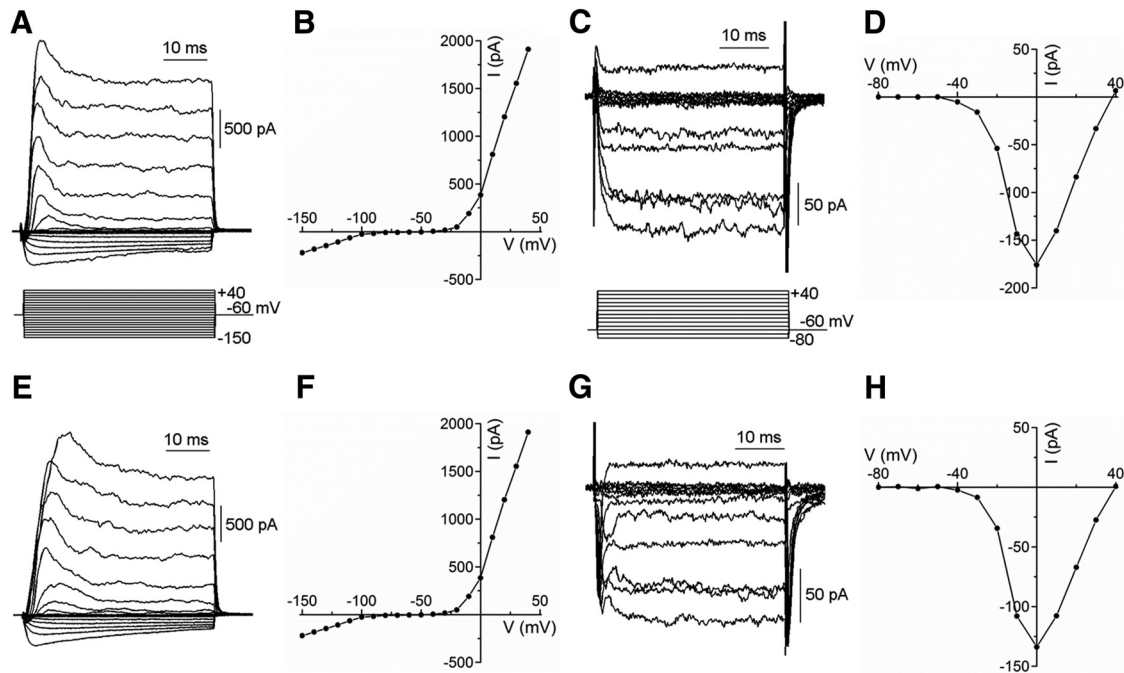 A
10 ms
500 pA
+40
-60 mV
-150
B
2000
I (pA)
1500
1000
500
-150
-100
-50
50
V (mV)
-500
C
10 ms
50 pA
+40
-60 mV
-80
D
50
V (mV)
I (pA)
-80
-40
40
-50
-100
-150
-200
E
10 ms
500 pA
F
2000
I (pA)
1500
1000
500
-150
-100
-50
50
V (mV)
-500
G
10 ms
50 pA
H
50
V (mV)
I (pA)
-80
-40
40
-50
-100
-150